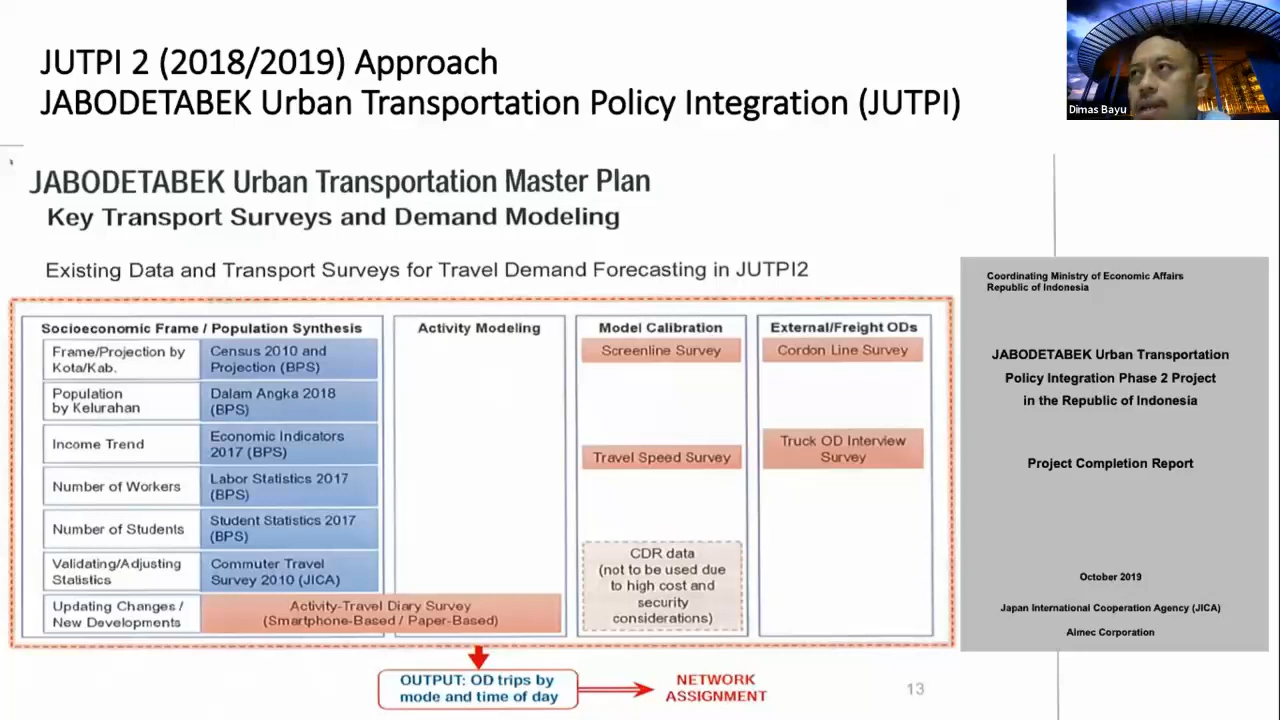 JUTPI 2 (2018/2019) Approach
JABODETABEK Urban Transportation Policy Integration (JUTPI)
Dimas Bayu
JABODETABEK Urban Transportation Master Plan
Key Transport Surveys and Demand Modeling
Existing Data and Transport Surveys for Travel Demand Forecasting in JUTPI2
Socioeconomic Frame / Population Synthesis
Frame/Projection by
Kota/Kab.
Census 2010 and
Projection (BPS)
Population
by Kelurahan
Dalam Angka 2018
(BPS)
Income Trend
Economic Indicators
2017 (BPS)
Number of Workers
Labor Statistics 2017
(BPS)
Number of Students
Student Statistics 2017
(BPS)
Validating/Adjusting
Statistics
Commuter Travel
Survey 2010 (JICA)
Updating Changes /
New Developments
Activity-Travel Diary Survey
(Smartphone-Based / Paper-Based)
Activity Modeling
Model Calibration
Screenline Survey
Travel Speed Survey
CDR data
(not to be used due
to high cost and
security
considerations)
External/Freight ODs
Cordon Line Survey
Truck OD Interview
Survey
OUTPUT: OD trips by
mode and time of day
NETWORK
ASSIGNMENT
13
Coordinating Ministry of Economic Affairs
Republic of Indonesia
JABODETABEK Urban Transportation
Policy Integration Phase 2 Project
in the Republic of Indonesia
Project Completion Report
October 2019
Japan International Cooperation Agency (JICA)
Almec Corporation